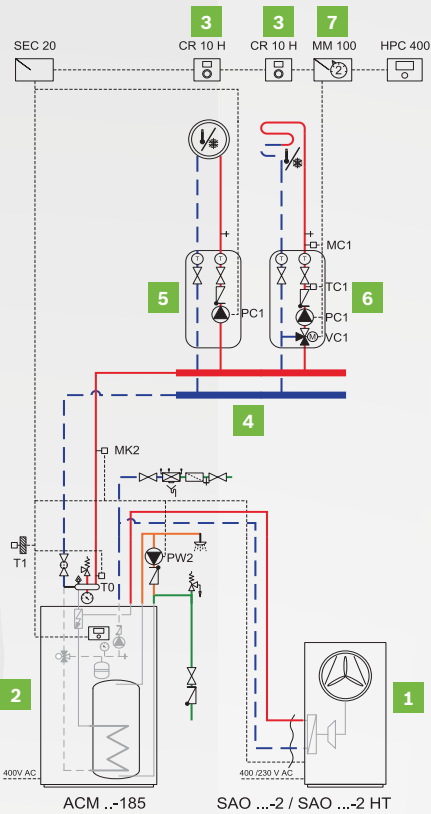 3
3
7
SEC 20
CR 10 H
CR 10 H
MM 100
HPC 400
2
T
T
T
T
MC1
TC1
5
6
PC1
PC1
M
VC1
4
MK2
T1
PW2
T0
2
1
400V AC
400 /230 V AC
ACM ..-185
SAO ...-2 / SAO ...-2 HT